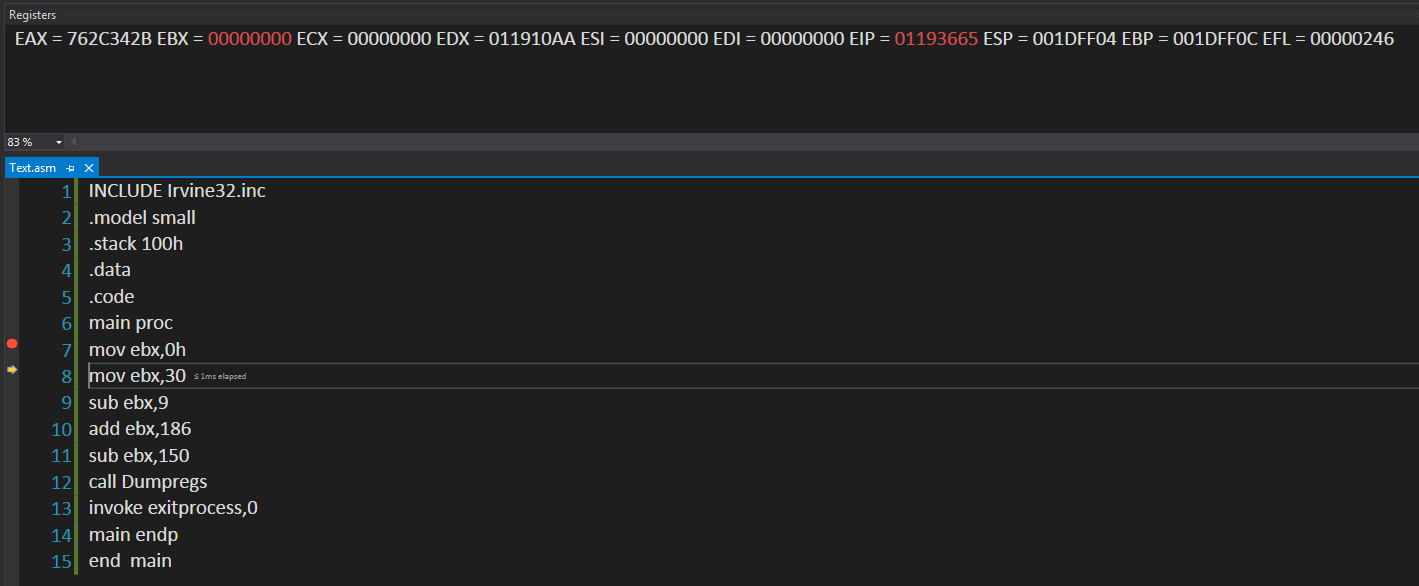 Registers
EAX = 762C342B EBX = 00000000 ECX = 00000000 EDX = 011910AA ESI = 00000000 EDI = 00000000 EIP = 01193665 ESP = 001DFF04 EBP = 001DFF0C EFL = 00000246
83 %
Text.asm
1 INCLUDE Irvine32.inc
2 .model small
3 .stack 100h
4 .data
5 .code
6 main proc
7 mov ebx,0h
8 mov ebx,30 ≤ 1ms elapsed
9 sub ebx,9
10 add ebx,186
11 sub ebx,150
12 call Dumpregs
13 invoke exitprocess,0
14 main endp
15 end  main